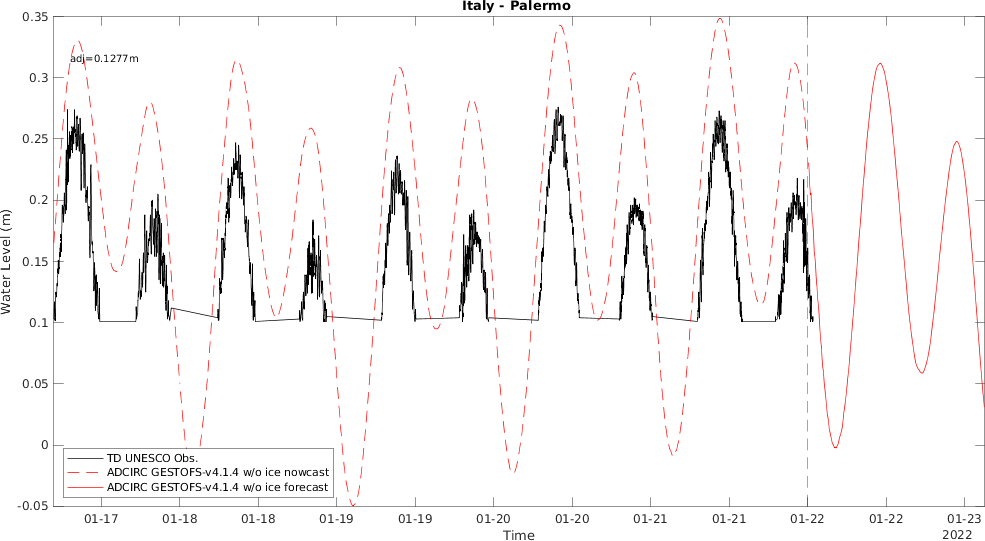 Italy - Palermo
adj=0.1277m
Water Level (m)
0.35
0.3
0.25
0.2
0.15
0.1
0.05
0
-0.05
TD UNESCO Obs.
ADCIRC GESTOFS-v4.1.4 w/o ice nowcast
ADCIRC GESTOFS-v4.1.4 w/o ice forecast
01-17 01-18 01-18 01-19 01-19 01-20 01-20 01-21 01-21 01-22 01-22 01-23
2022
Time